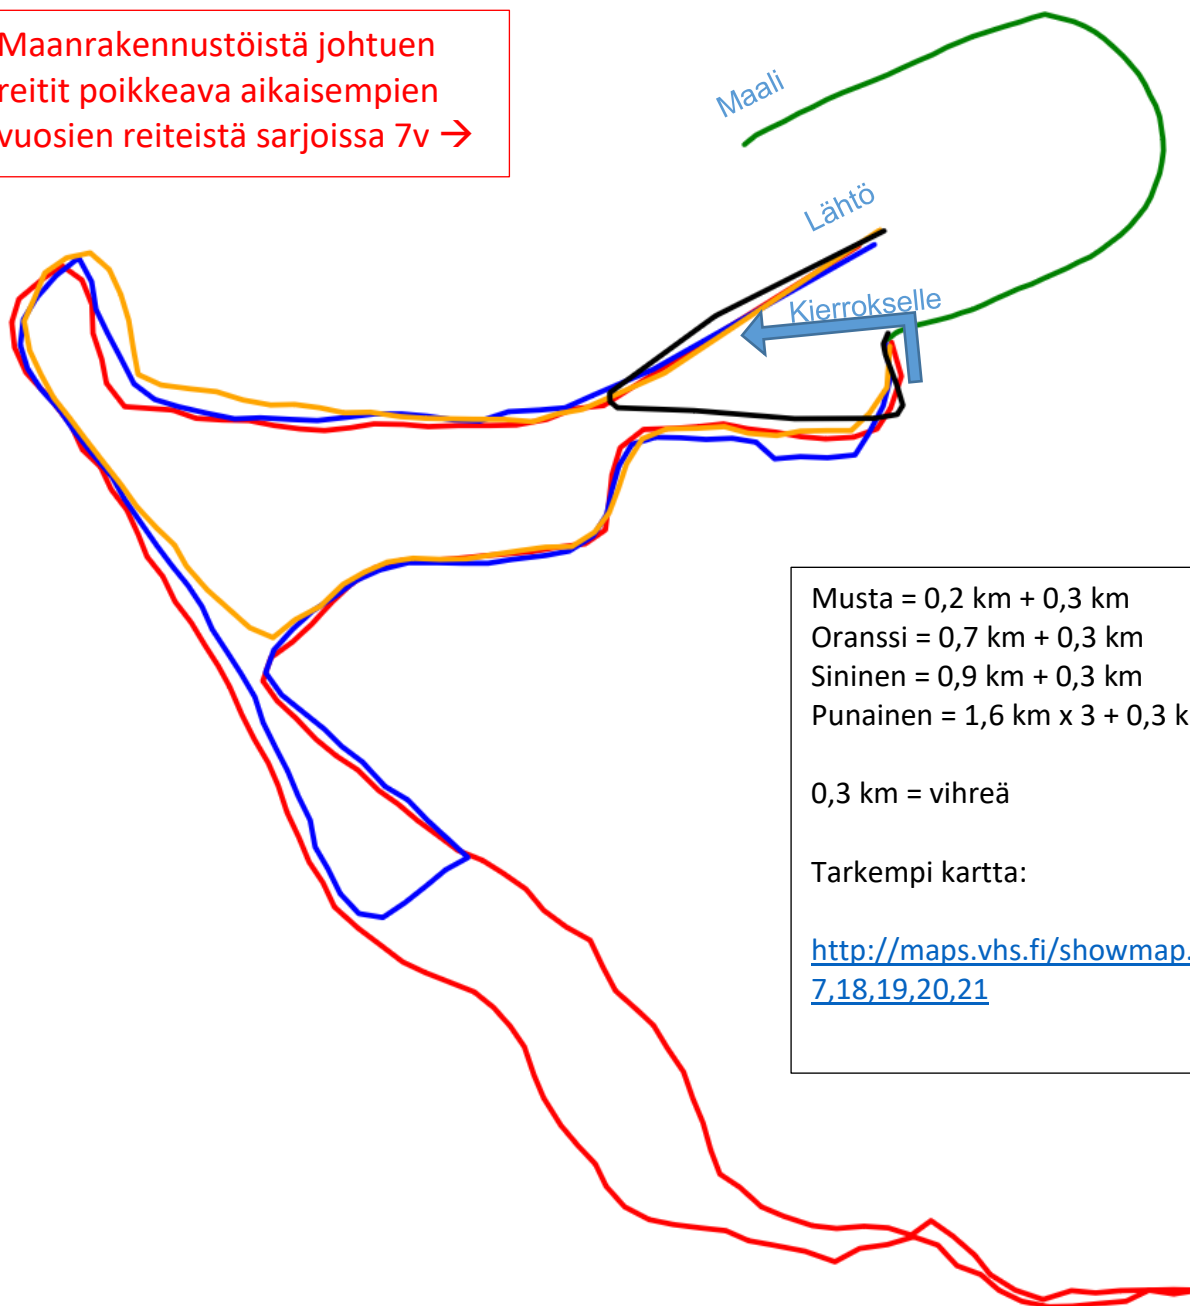 Maanrakennustöistä johtuen
reitit poikkeava aikaisempien
vuosien reiteistä sarjoissa 7v →
Maali
Lähtö
Kierrokselle
Musta = 0,2 km + 0,3 km
Oranssi = 0,7 km + 0,3 km
Sininen = 0,9 km + 0,3 km
Punainen = 1,6 km x 3 + 0,3 k
0,3 km = vihreä
Tarkempi kartta:
http://maps.vhs.fi/showmap.
7,18,19,20,21